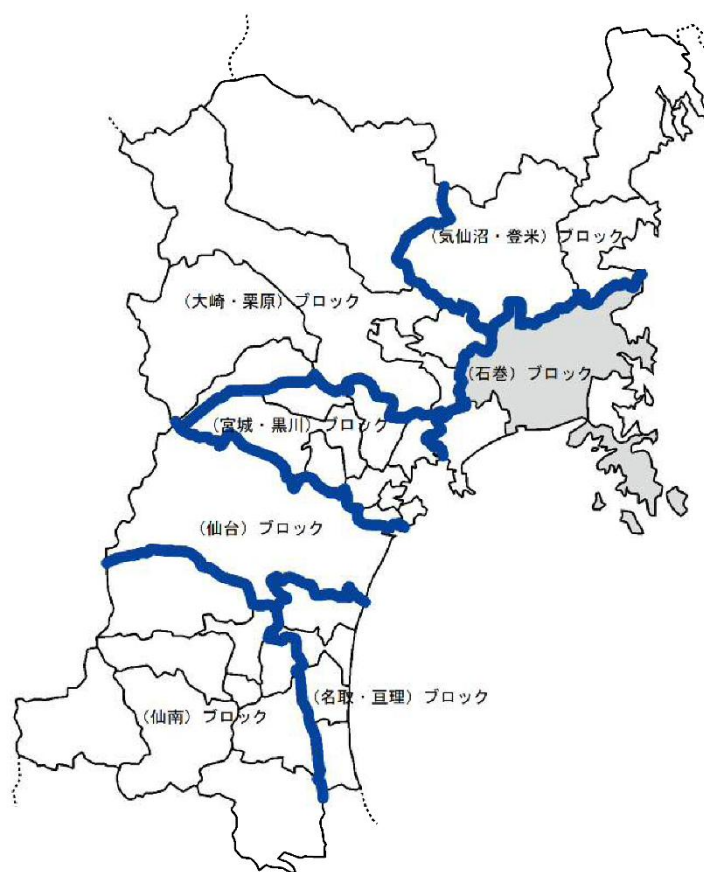 （気仙沼・登米）ブロック
（大崎・栗原）ブロック
（石巻）ブロック
（宮城・黒川）ブロック
（仙台）ブロック
（名取・亘理）ブロック
（仙南）ブロック